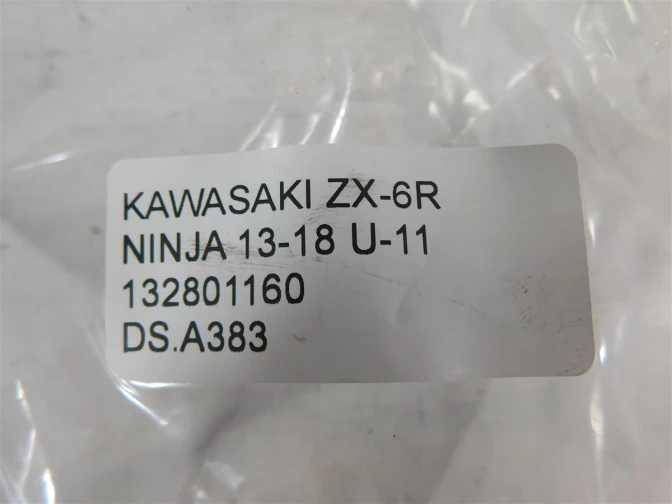 KAWASAKI ZX-6R
NINJA 13-18 U-11
132801160
DS.A383